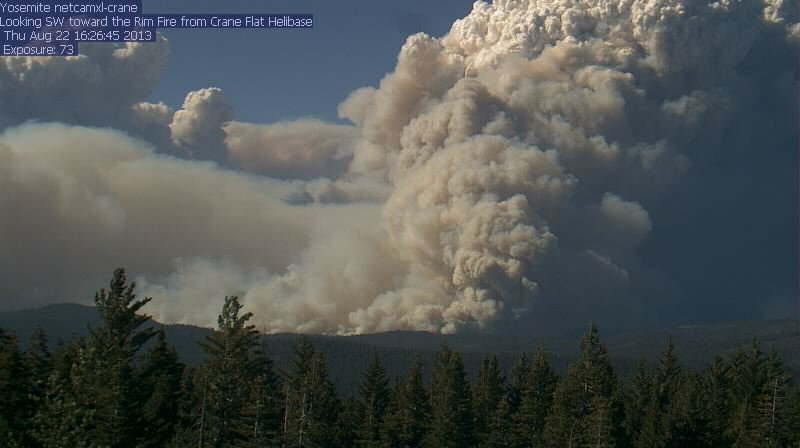 Yosemite netcamxl-crane
Looking SW toward the Rim Fire from Crane Flat Helibase
Thu Aug 22 16:26:45 2013
Exposure: 73